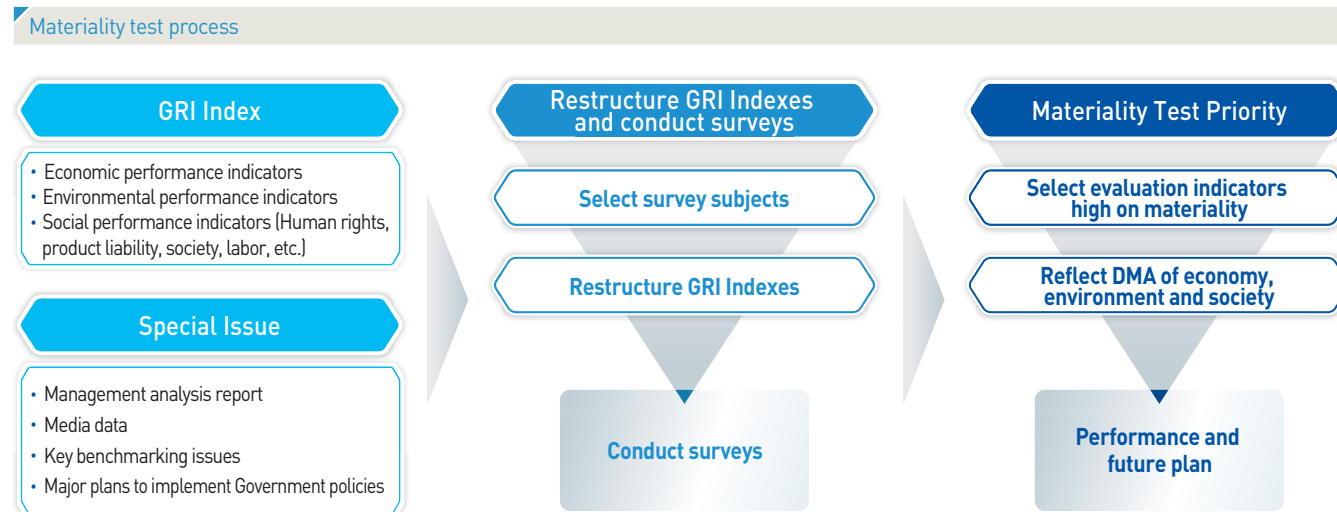 Materiality test process
GRI Index
• Economic performance indicators
• Environmental performance indicators
• Social performance indicators (Human rights,
product liability, society, labor, etc.)
Special Issue
• Management analysis report
• Media data
• Key benchmarking issues
• Major plans to implement Government policies
Restructure GRI Indexes
and conduct surveys
Select survey subjects
Restructure GRI Indexes
Conduct surveys
Materiality Test Priority
Select evaluation indicators
high on materiality
Reflect DMA of economy,
environment and society
Performance and
future plan